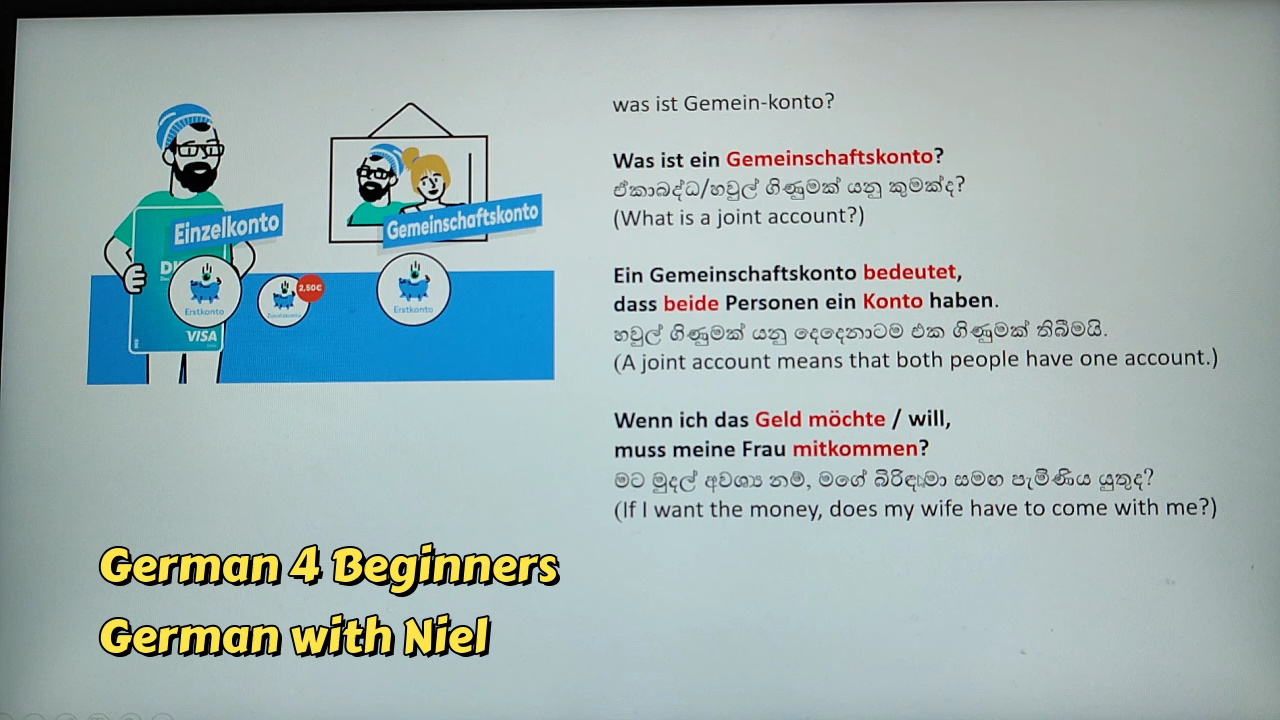 was ist Gemein-konto?
Was ist ein Gemeinschaftskonto?
ඒකාබද්ධ/හවුල් ගිණුමක් යනු කුමක්ද?
(What is a joint account?)
Ein Gemeinschaftskonto bedeutet,
dass beide Personen ein Konto haben.
හවුල් ගිණුමක් යනු දෙදෙනාටම එක ගිණුමක් තිබීමයි.
(A joint account means that both people have one account.)
Wenn ich das Geld möchte / will,
muss meine Frau mitkommen?
මට මුදල් අවශ්‍ය නම්, මගේ බිරිඳමා සමඟ පැමිණිය යුතුද?
(If I want the money, does my wife have to come with me?)
Einzelkonto
Gemeinschaftskonto
2,50€
Erstkonto
Erstkonto
VISA
German 4 Beginners
German with Niel